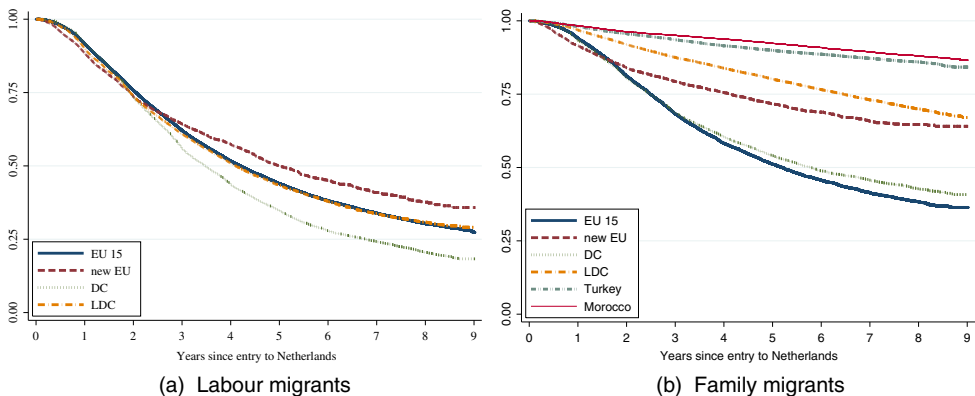 1.00
0.75
0.50
0.25
0.00
EU 15
new EU
DC
LDC
0 1 2 3 4 5 6 7 8 9
Years since entry to Netherlands
(a) Labour migrants
1.00
0.75
0.50
0.25
0.00
EU 15
new EU
DC
LDC
Turkey
Morocco
0 1 2 3 4 5 6 7 8 9
Years since entry to Netherlands
(b) Family migrants